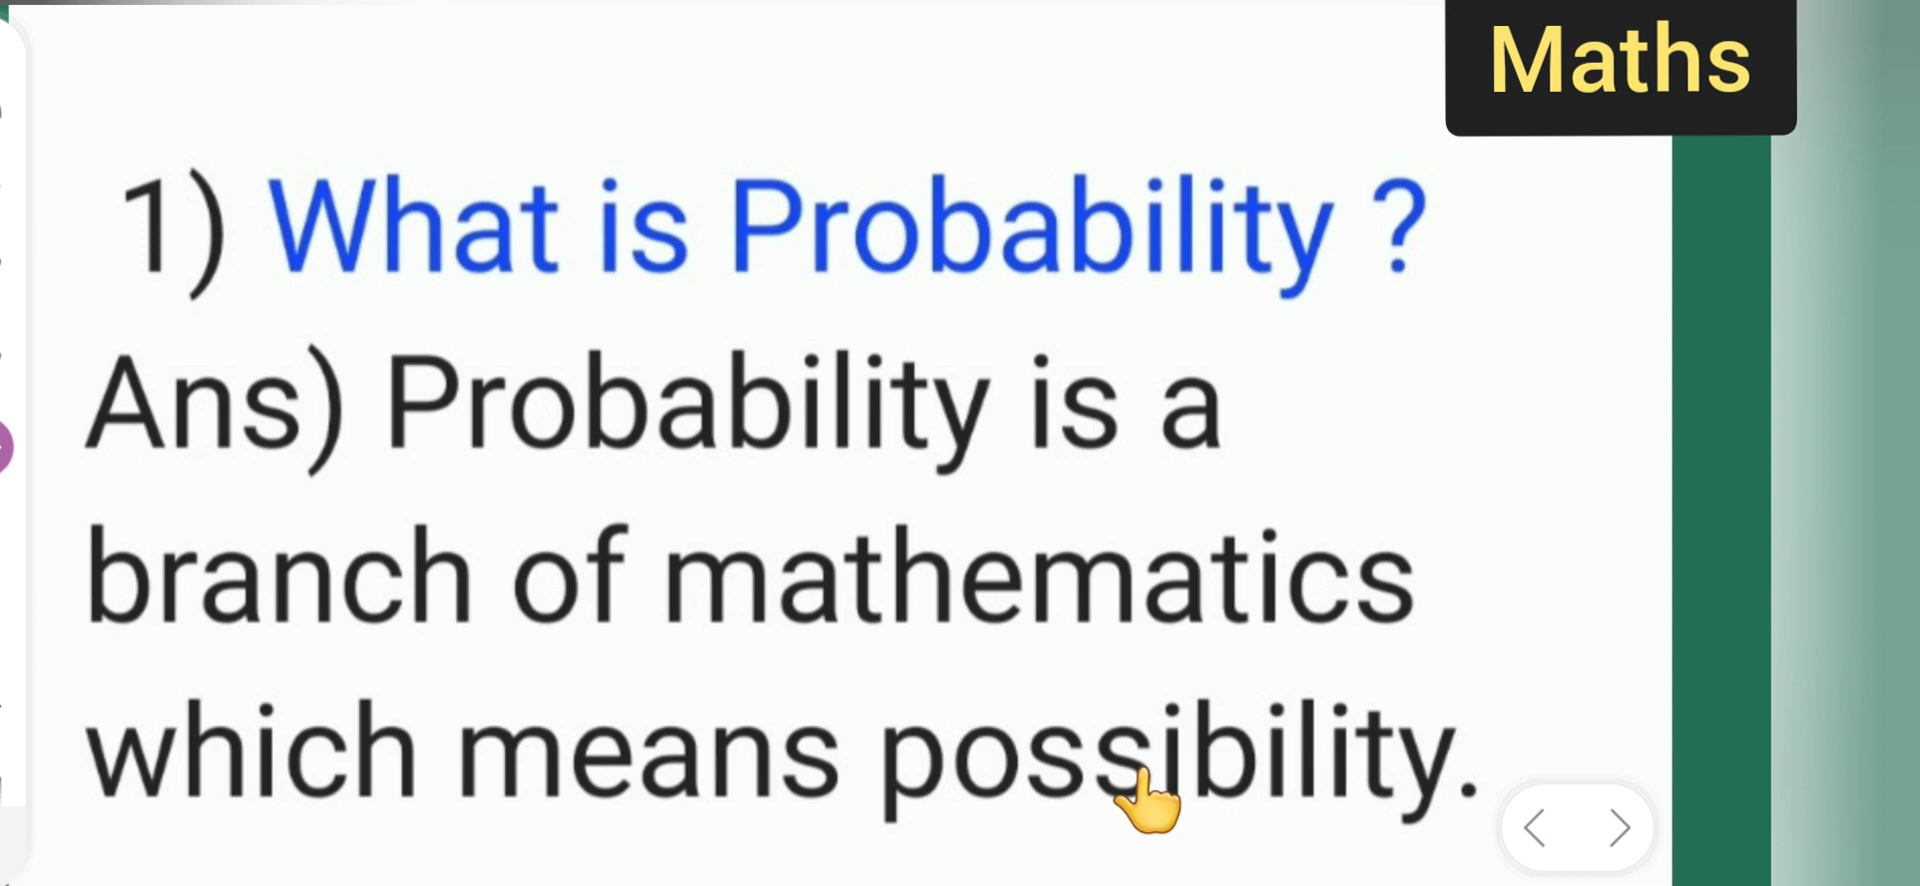 Maths
1) What is Probability ?
Ans) Probability is a
branch of mathematics
which means possibility.